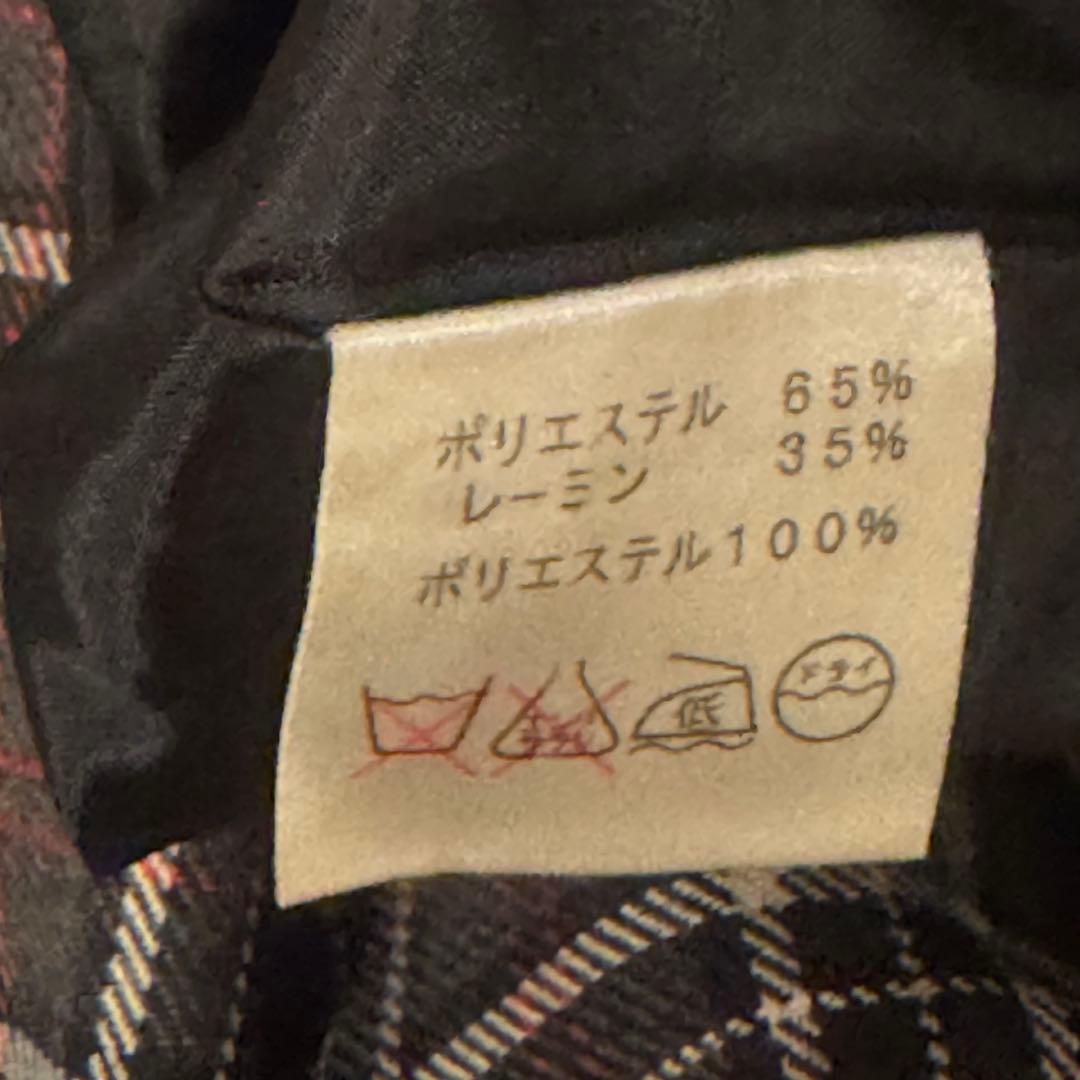 ポリエステル 65%
レーミン 35%
ポリエステル100%
低
ドライ